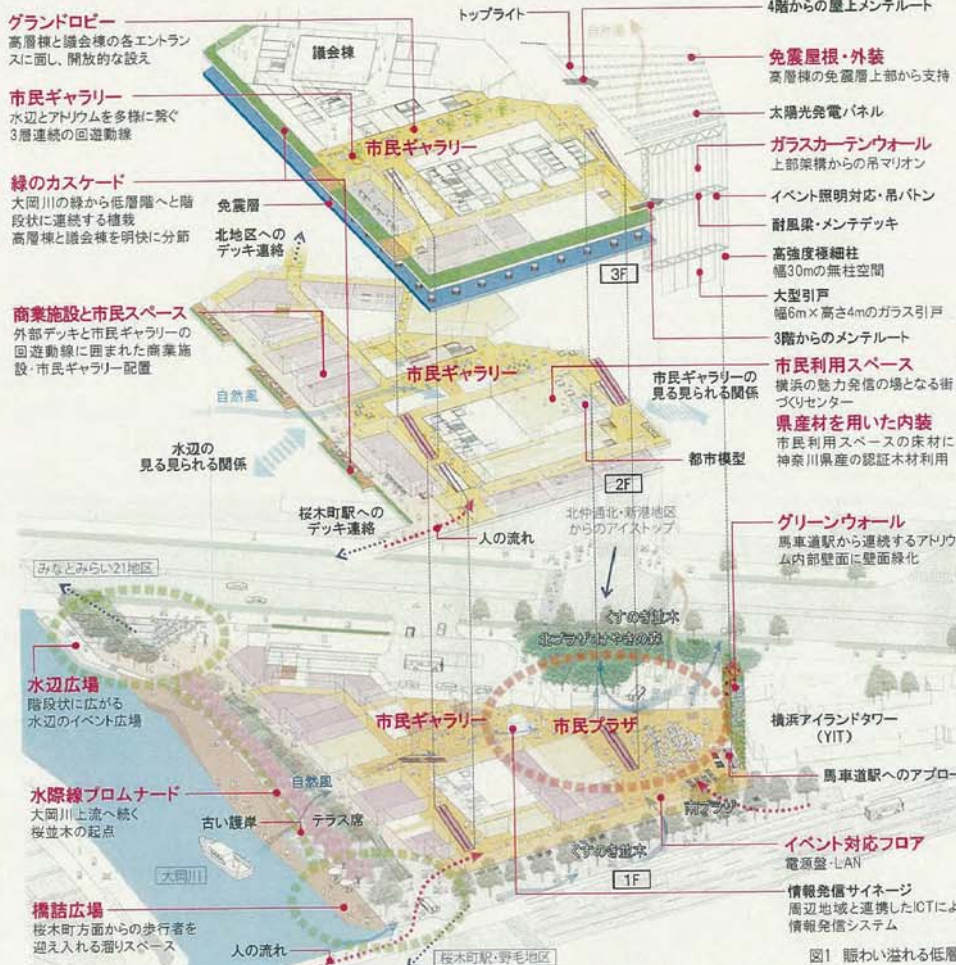 グランドロビー
高層棟と議会棟の各エントラン
スに面し、開放的な設え
市民ギャラリー
水辺とアトリウムを多様に繋ぐ
3層連続の回遊動線
緑のカスケード
大岡川の緑から低層階へと階
段状に連続する植栽
高層棟と議会棟を明快に分節
商業施設と市民スペース
外部デッキと市民ギャラリーの
回遊動線に囲まれた商業施
設・市民ギャラリー配置
議会棟
トップライト
自然光
市民ギャラリー
免震層
北地区への
デッキ連絡
3F
4階からの屋上メンテルート
免震屋根・外装
高層棟の免震層上部から支持
太陽光発電パネル
ガラスカーテンウォール
上部架構からの吊マリオン
イベント照明対応・吊バトン
耐風梁・メンテデッキ
高強度極細柱
幅30mの無柱空間
大型引戸
幅6m×高さ4mのガラス引戸
3階からのメンテルート
市民利用スペース
横浜の魅力発信の場となる街
づくりセンター
県産材を用いた内装
市民利用スペースの床材に
神奈川県産の認証木材利用
市民ギャラリー
市民ギャラリーの
見る見られる関係
自然風
水辺の
見る見られる関係
都市模型
2F
桜木町駅への
デッキ連絡
人の流れ
北仲通北・新港地区
からのアイストップ
グリーンウォール
馬車道駅から連続するアトリウ
ム内部壁面に壁面緑化
みなとみらい21地区
くすのき並木
北プラザ:けやきの森
水辺広場
階段状に広がる
水辺のイベント広場
市民ギャラリー
市民プラザ
横浜アイランドタワー
(YIT)
馬車道駅へのアプロー
自然風
水際線プロムナード
大岡川上流へ続く
桜並木の起点
古い護岸
テラス席
南プラザ
くすのき並木
イベント対応フロア
電源盤・LAN
大岡川
1F
橋詰広場
桜木町方面からの歩行者を
迎え入れる溜りスペース
情報発信サイネージ
周辺地域と連携したICTによ
情報発信システム
人の流れ
桜木町駅・野毛地区
図1 賑わい溢れる低層